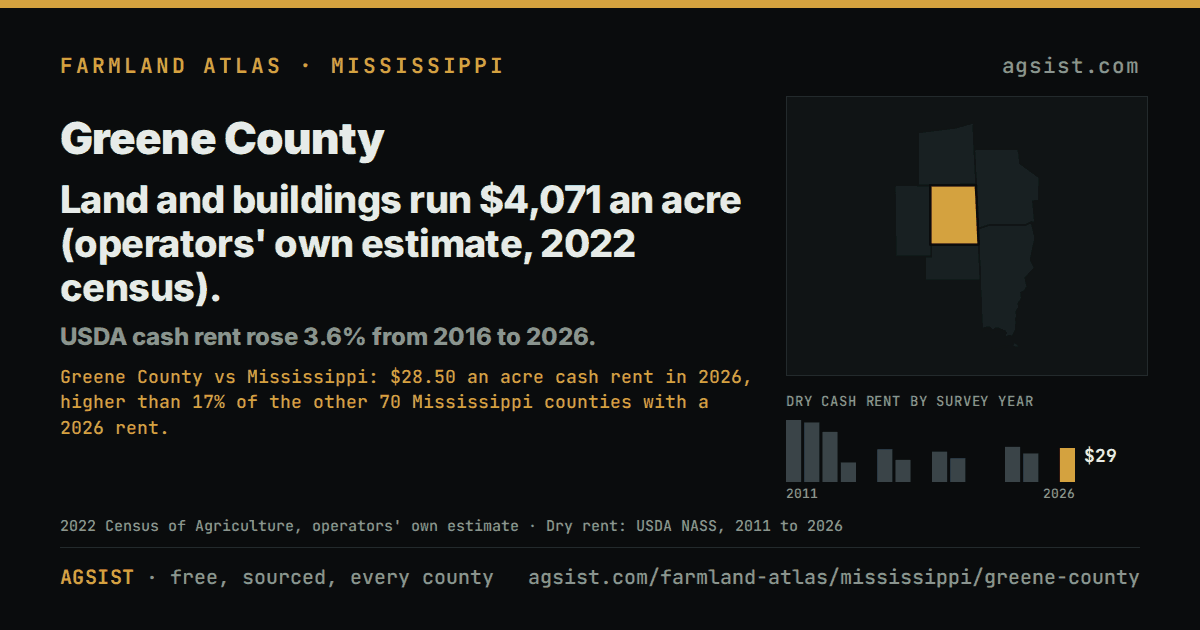 FARMLAND ATLAS · MISSISSIPPI
agsist.com
Greene County
Land and buildings run $4,071 an acre
(operators' own estimate, 2022
census).
USDA cash rent rose 3.6% from 2016 to 2026.
Greene County vs Mississippi: $28.50 an acre cash rent in 2026,
higher than 17% of the other 70 Mississippi counties with a
2026 rent.
DRY CASH RENT BY SURVEY YEAR
$29
2011
2026
2022 Census of Agriculture, operators' own estimate · Dry rent: USDA NASS, 2011 to 2026
AGSIST · free, sourced, every county
agsist.com/farmland-atlas/mississippi/greene-county